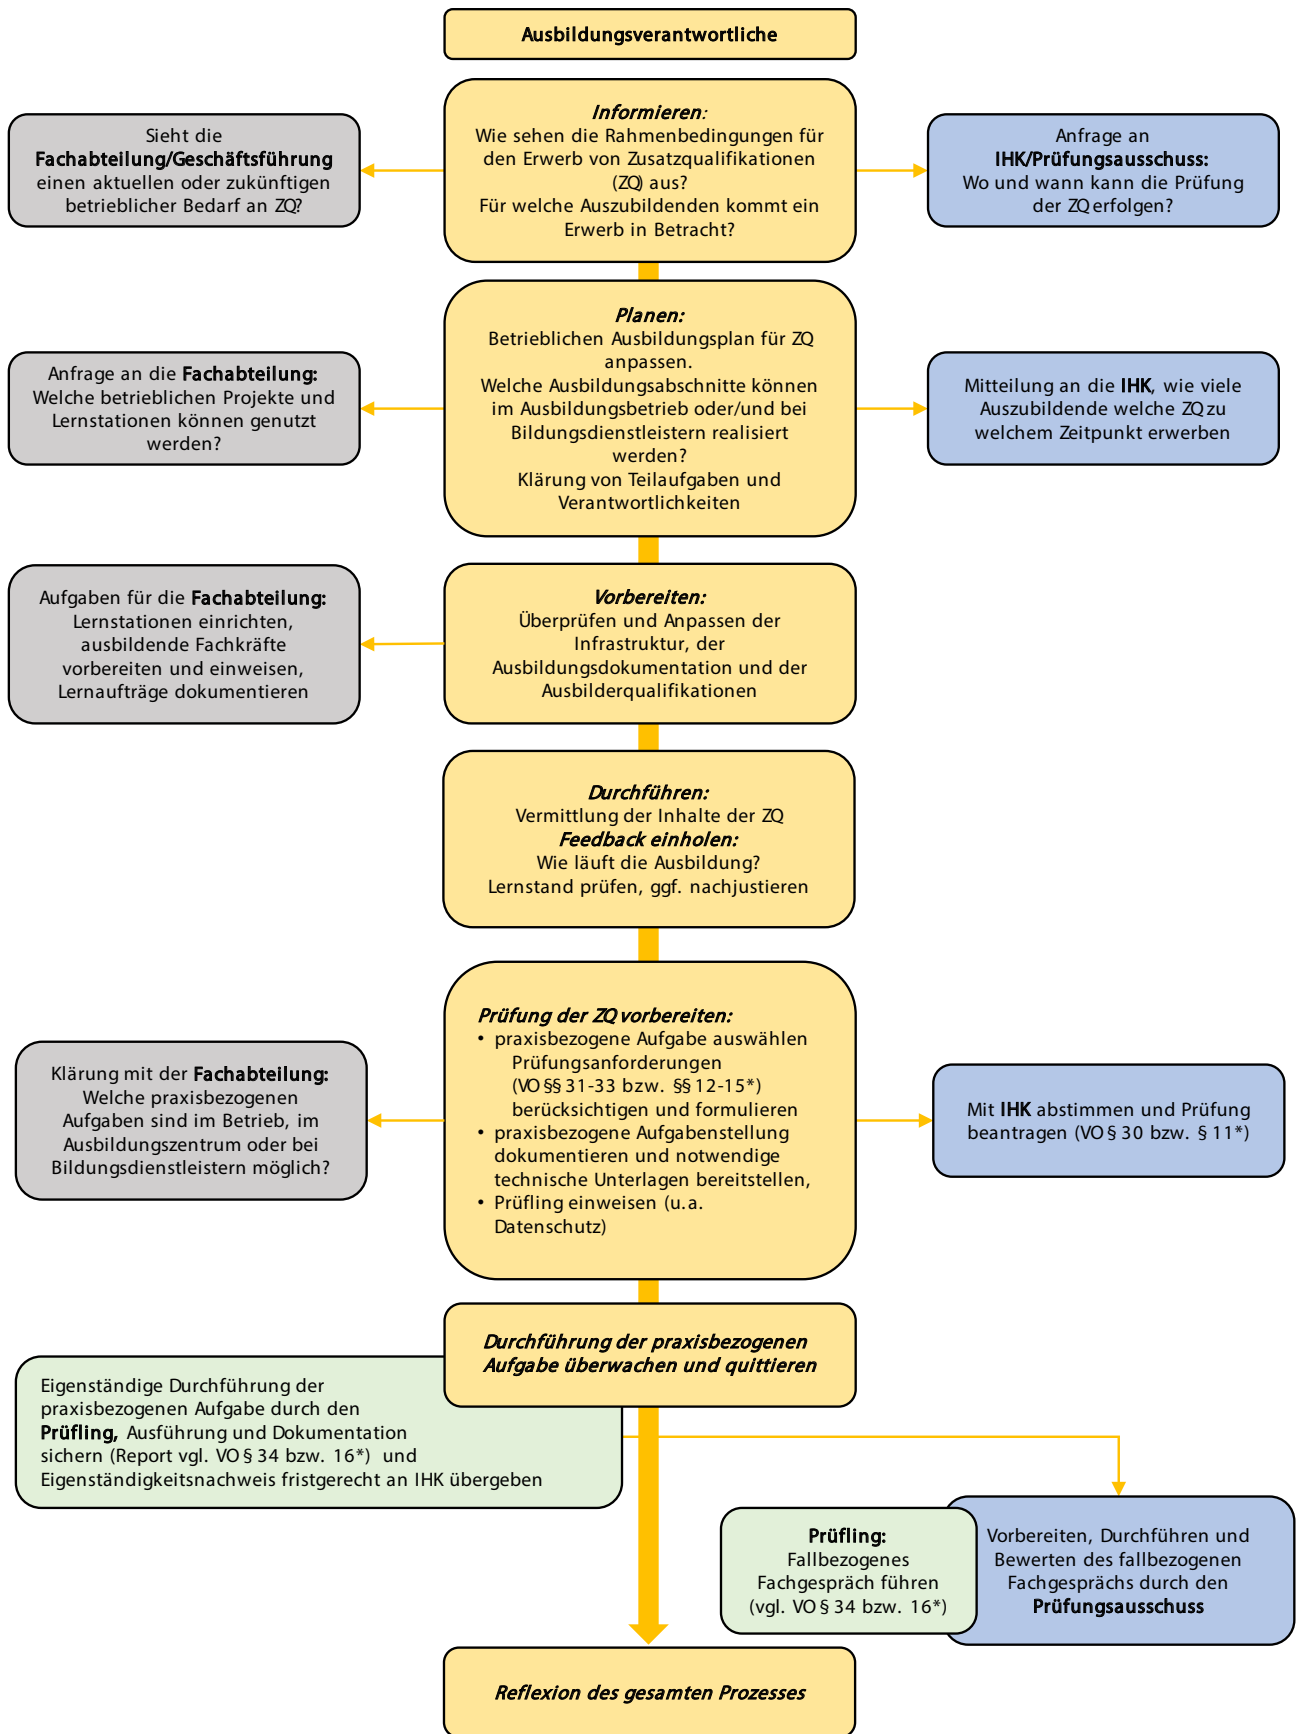 Ausbildungsverantwortliche
Informieren:
Wie sehen die Rahmenbedingungen für
den Erwerb von Zusatzqualifikationen
(ZQ) aus?
Für welche Auszubildenden kommt ein
Erwerb in Betracht?
Sieht die
Fachabteilung/Geschäftsführung
einen aktuellen oder zukünftigen
betrieblicher Bedarf an ZQ?
Anfrage an
IHK/Prüfungsausschuss:
Wo und wann kann die Prüfung
der ZQ erfolgen?
Planen:
Betrieblichen Ausbildungsplan für ZQ
anpassen.
Welche Ausbildungsabschnitte können
im Ausbildungsbetrieb oder/und bei
Bildungsdienstleistern realisiert
werden?
Klärung von Teilaufgaben und
Verantwortlichkeiten
Anfrage an die Fachabteilung:
Welche betrieblichen Projekte und
Lernstationen können genutzt
werden?
Mitteilung an die IHK, wie viele
Auszubildende welche ZQ zu
welchem Zeitpunkt erwerben
Vorbereiten:
Überprüfen und Anpassen der
Infrastruktur, der
Ausbildungsdokumentation und der
Ausbilderqualifikationen
Aufgaben für die Fachabteilung:
Lernstationen einrichten,
ausbildende Fachkräfte
vorbereiten und einweisen,
Lernaufträge dokumentieren
Durchführen:
Vermittlung der Inhalte der ZQ
Feedback einholen:
Wie läuft die Ausbildung?
Lernstand prüfen, ggf. nachjustieren
Prüfung der ZQ vorbereiten:
• praxisbezogene Aufgabe auswählen
Prüfungsanforderungen
(VO §§ 31-33 bzw. §§ 12-15*)
berücksichtigen und formulieren
• praxisbezogene Aufgabenstellung
dokumentieren und notwendige
technische Unterlagen bereitstellen,
• Prüfling einweisen (u.a.
Datenschutz)
Klärung mit der Fachabteilung:
Welche praxisbezogenen
Aufgaben sind im Betrieb, im
Ausbildungszentrum oder bei
Bildungsdienstleistern möglich?
Mit IHK abstimmen und Prüfung
beantragen (VO § 30 bzw. § 11*)
Durchführung der praxisbezogenen
Aufgabe überwachen und quittieren
Eigenständige Durchführung der
praxisbezogenen Aufgabe durch den
Prüfling, Ausführung und Dokumentation
sichern (Report vgl. VO § 34 bzw. 16*) und
Eigenständigkeitsnachweis fristgerecht an IHK übergeben
Prüfling:
Fallbezogenes
Fachgespräch führen
(vgl. VO § 34 bzw. 16*)
Vorbereiten, Durchführen und
Bewerten des fallbezogenen
Fachgesprächs durch den
Prüfungsausschuss
Reflexion des gesamten Prozesses